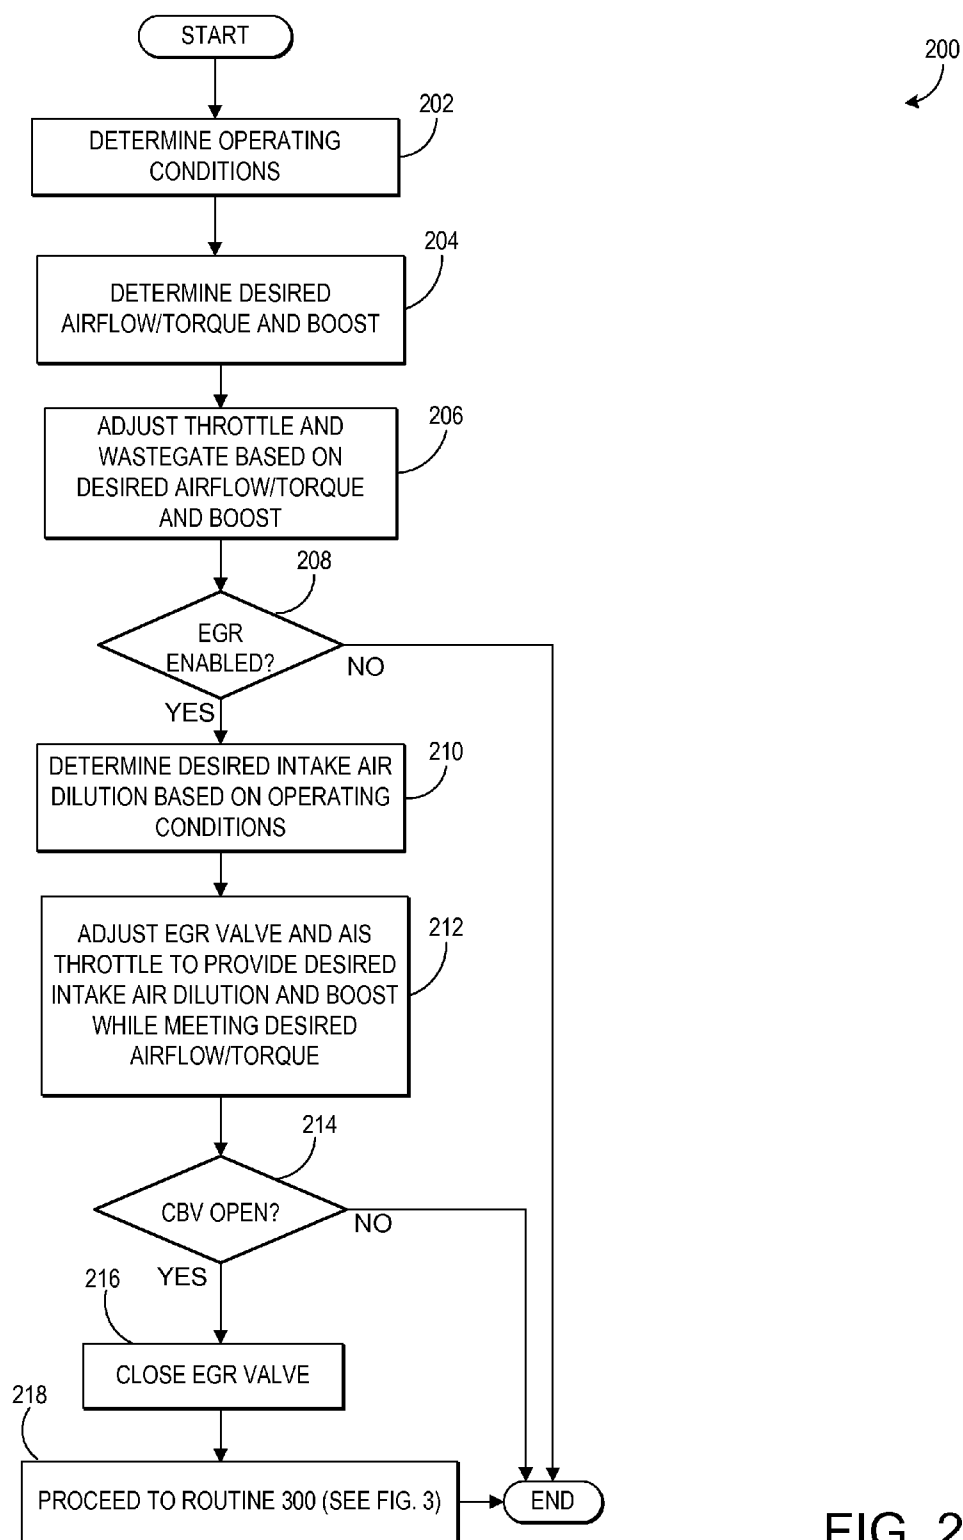 START
200
202
DETERMINE OPERATING
CONDITIONS
204
DETERMINE DESIRED
AIRFLOW/TORQUE AND BOOST
206
ADJUST THROTTLE AND
WASTEGATE BASED ON
DESIRED AIRFLOW/TORQUE
AND BOOST
208
EGR
ENABLED?
NO
YES
210
DETERMINE DESIRED INTAKE AIR
DILUTION BASED ON OPERATING
CONDITIONS
212
ADJUST EGR VALVE AND AIS
THROTTLE TO PROVIDE DESIRED
INTAKE AIR DILUTION AND BOOST
WHILE MEETING DESIRED
AIRFLOW/TORQUE
214
CBV OPEN?
NO
YES
216
CLOSE EGR VALVE
218
PROCEED TO ROUTINE 300 (SEE FIG. 3)
END
FIG. 2